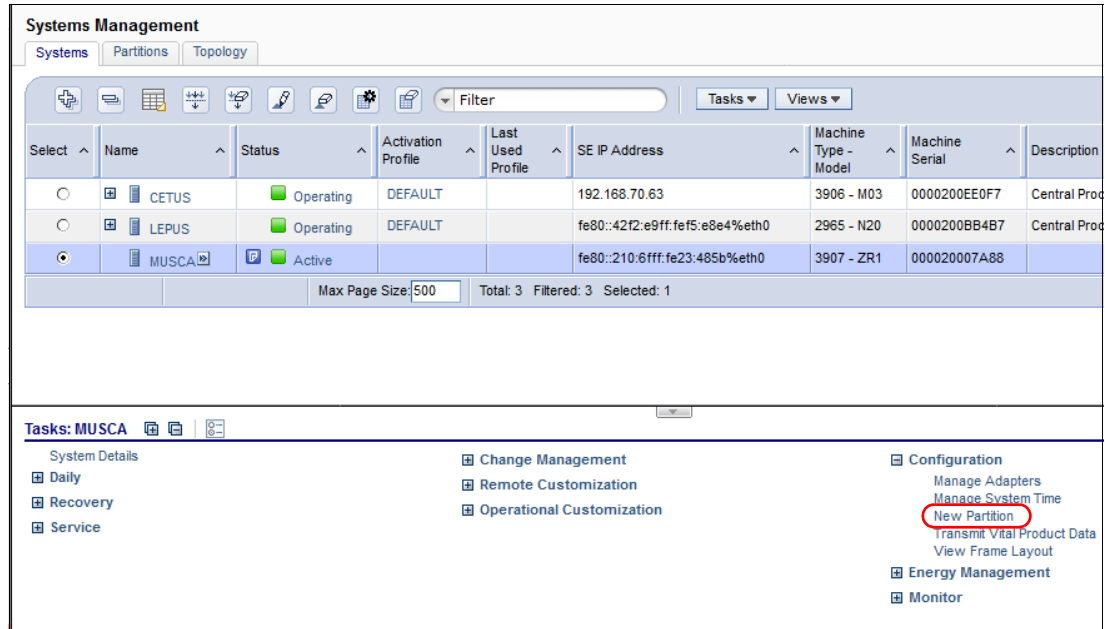 Systems Management
Systems Partitions Topology
Filter Tasks Views
Select Name Status Activation Profile Last Used Profile SE IP Address Machine Type - Model Machine Serial Description
CETUS Operating DEFAULT 192.168.70.63 3906 - M03 0000200EE0F7 Central Proc
LEPUS Operating DEFAULT fe80::42f2:e9ff:fef5:e8e4%eth0 2965 - N20 0000200BB4B7 Central Proc
MUSCA Active fe80::210:6fff:fe23:485b%eth0 3907 - ZR1 000020007A88
Max Page Size: 500 Total: 3 Filtered: 3 Selected: 1
Tasks: MUSCA
System Details
Daily
Recovery
Service
Change Management
Remote Customization
Operational Customization
Configuration
Manage Adapters
Manage System Time
New Partition
Transmit Vital Product Data
View Frame Layout
Energy Management
Monitor